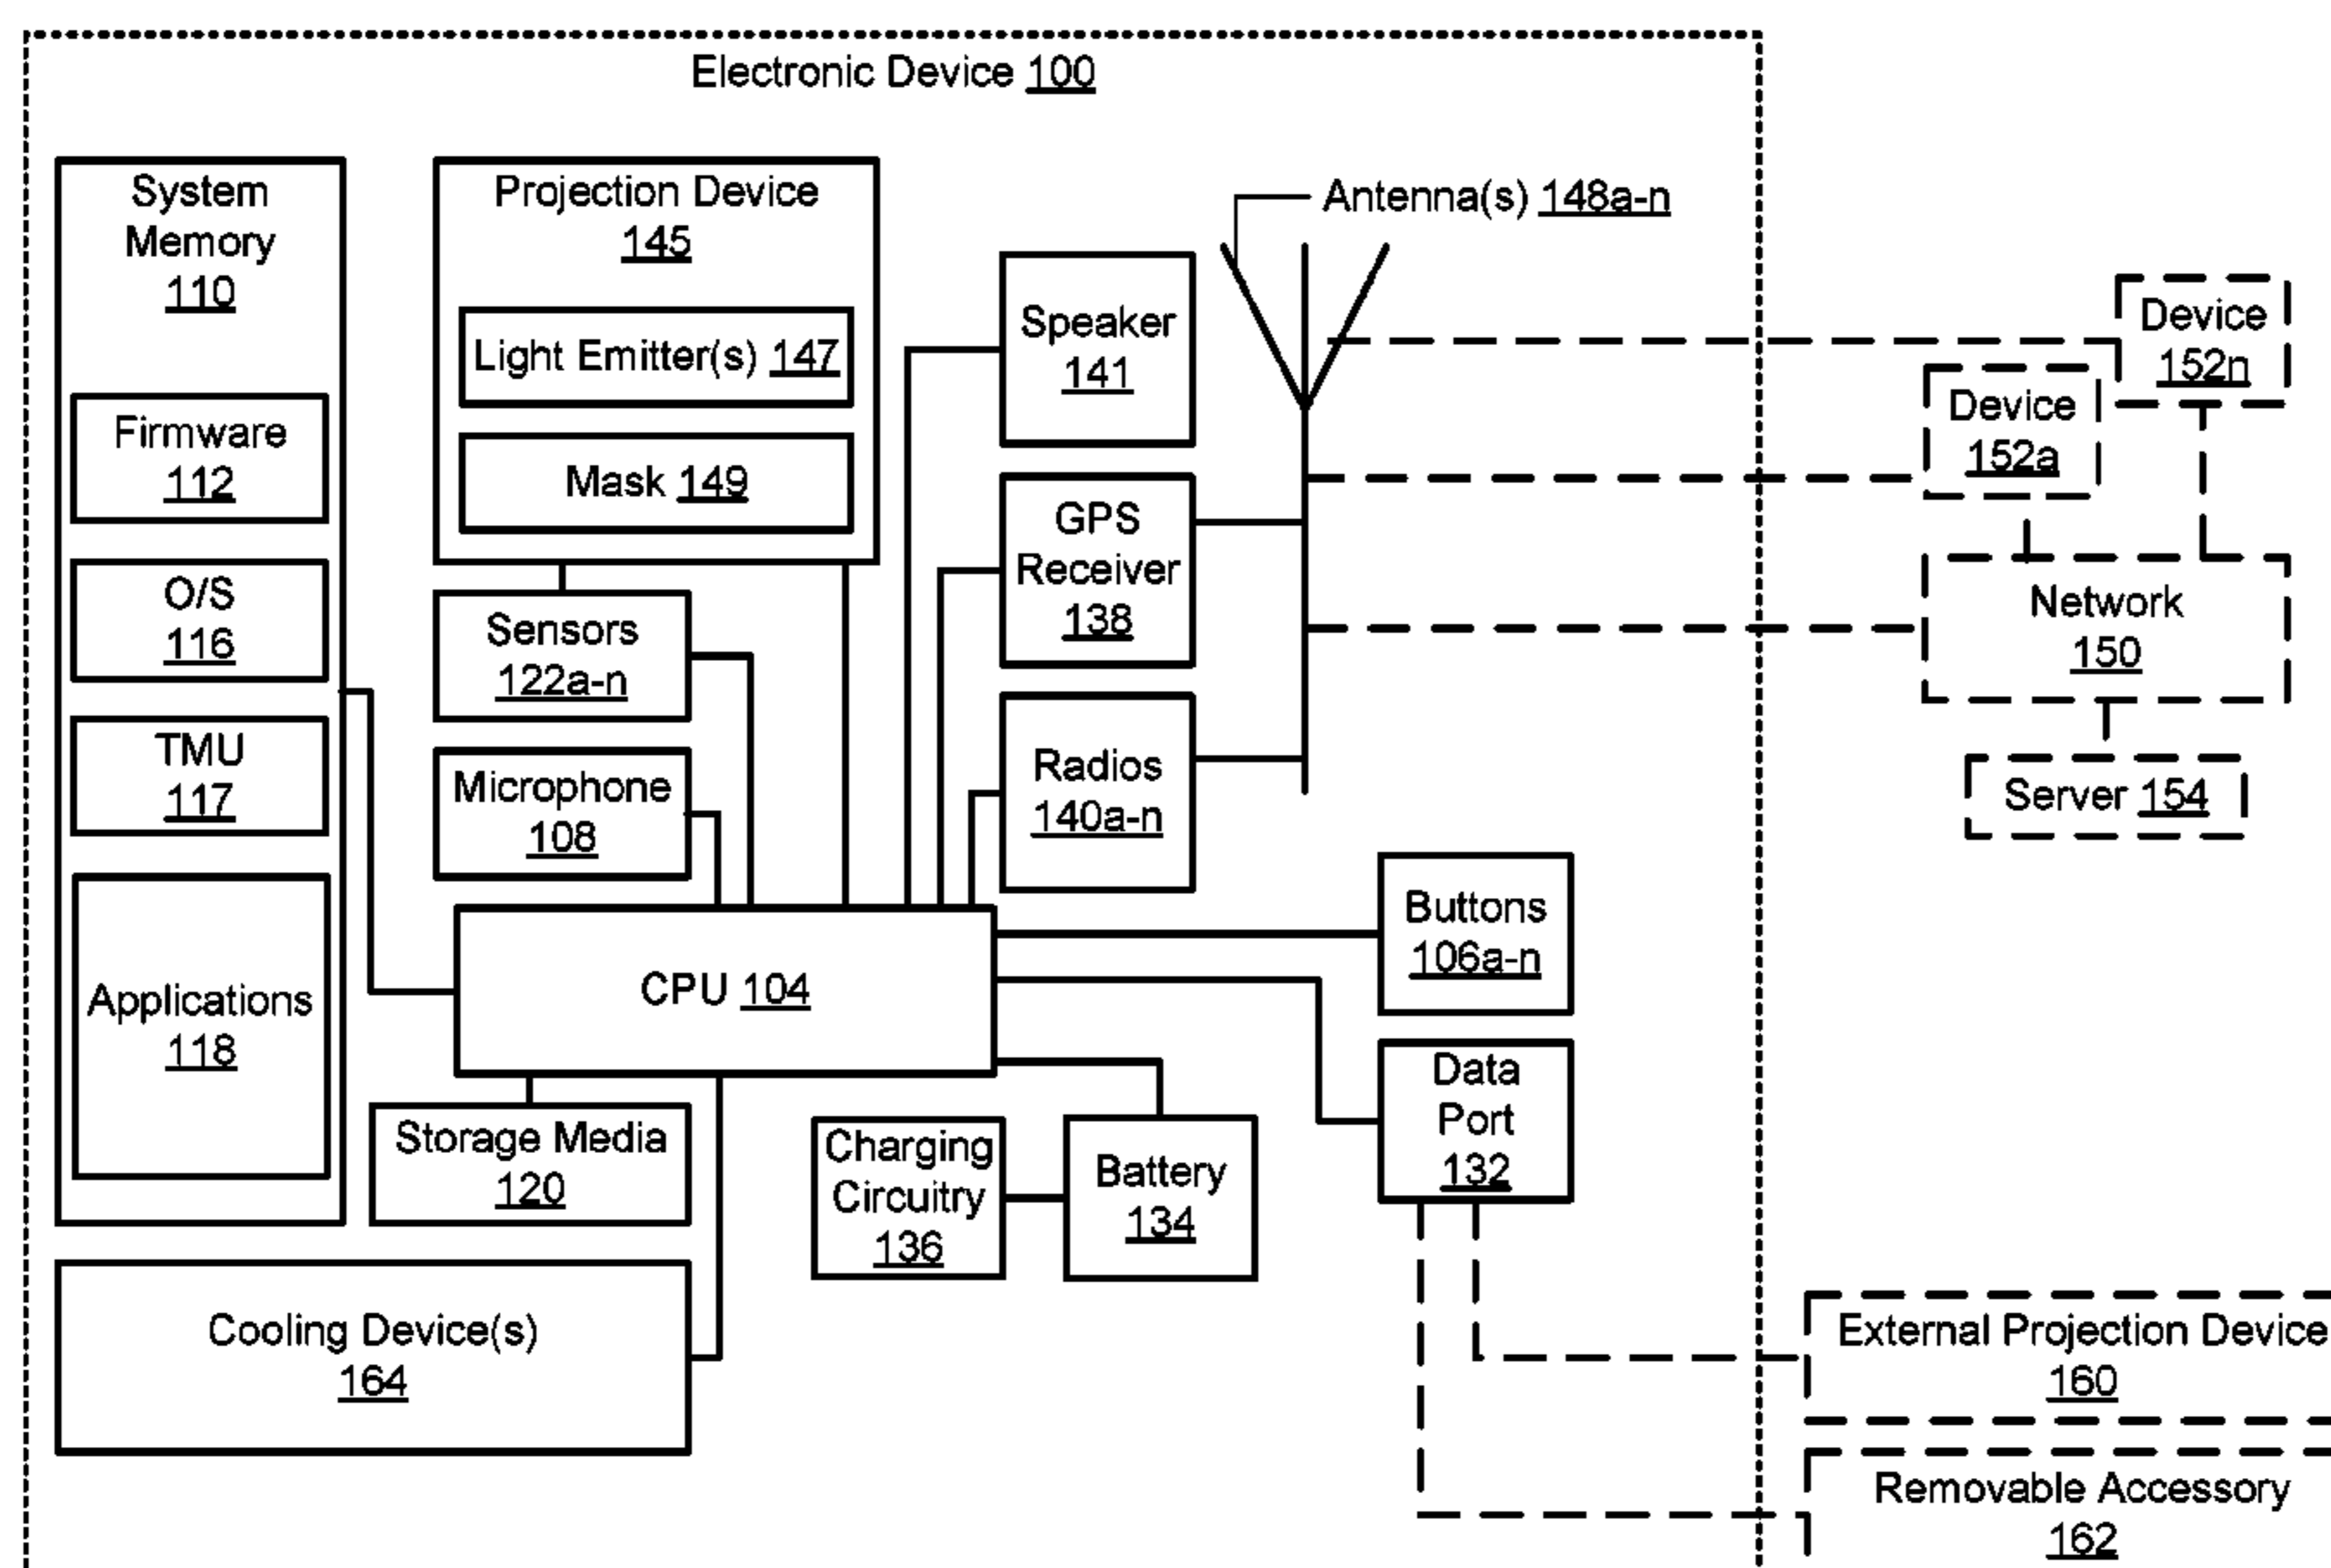 Electronic Device 100
System
Memory
110
Firmware
112
O/S
116
TMU
117
Applications
118
Projection Device
145
Light Emitter(s) 147
Mask 149
Sensors
122a-n
Microphone
108
Speaker
141
GPS
Receiver
138
Radios
140a-n
Antenna(s) 148a-n
Device
152n
Device
152a
Network
150
Server 154
CPU 104
Buttons
106a-n
Data
Port
132
Storage Media
120
Charging
Circuitry
136
Battery
134
Cooling Device(s)
164
External Projection Device
160
Removable Accessory
162